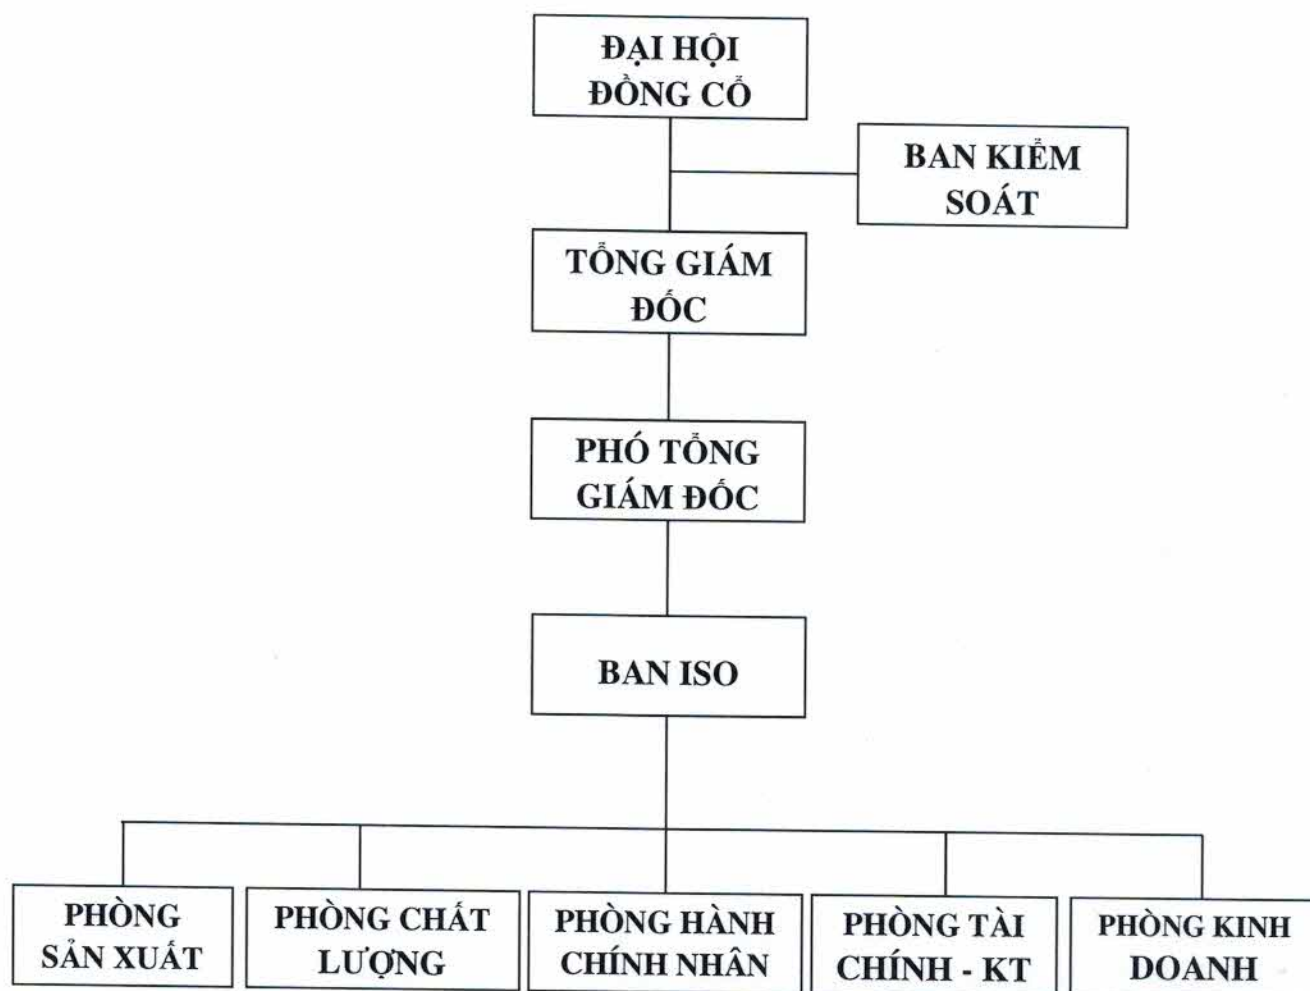 ĐẠI HỘI
ĐỒNG CỔ
BAN KIỂM
SOÁT
TỔNG GIÁM
ĐỐC
PHÓ TỔNG
GIÁM ĐỐC
BAN ISO
PHÒNG
SẢN XUẤT
PHÒNG CHẤT
LƯỢNG
PHÒNG HÀNH
CHÍNH NHÂN
PHÒNG TÀI
CHÍNH - KT
PHÒNG KINH
DOANH